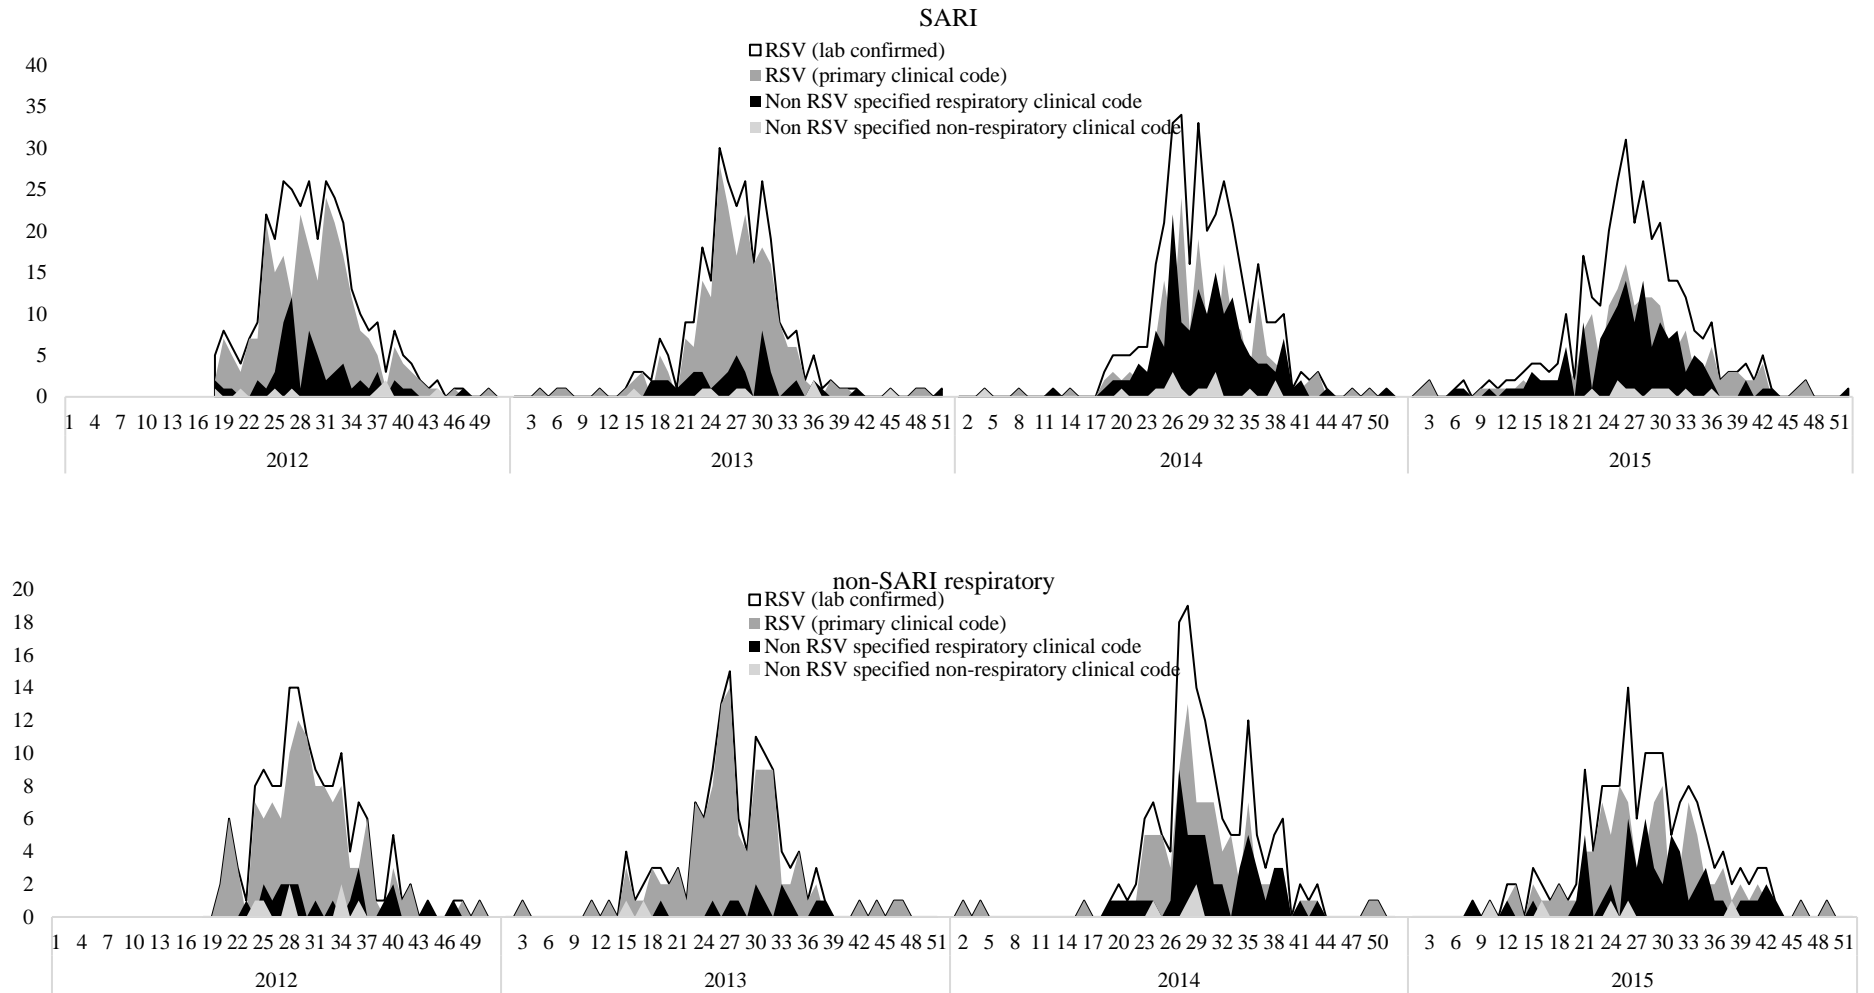 SARI
RSV (lab confirmed)
RSV (primary clinical code)
Non RSV specified respiratory clinical code
Non RSV specified non-respiratory clinical code
40
35
30
25
20
15
10
5
0
1 4 7 10 13 16 19 22 25 28 31 34 37 40 43 46 49 3 6 9 12 15 18 21 24 27 30 33 36 39 42 45 48 51 2 5 8 11 14 17 20 23 26 29 32 35 38 41 44 47 50 3 6 9 12 15 18 21 24 27 30 33 36 39 42 45 48 51
2012 2013 2014 2015
non-SARI respiratory
RSV (lab confirmed)
RSV (primary clinical code)
Non RSV specified respiratory clinical code
Non RSV specified non-respiratory clinical code
20
18
16
14
12
10
8
6
4
2
0
1 4 7 10 13 16 19 22 25 28 31 34 37 40 43 46 49 3 6 9 12 15 18 21 24 27 30 33 36 39 42 45 48 51 2 5 8 11 14 17 20 23 26 29 32 35 38 41 44 47 50 3 6 9 12 15 18 21 24 27 30 33 36 39 42 45 48 51
2012 2013 2014 2015